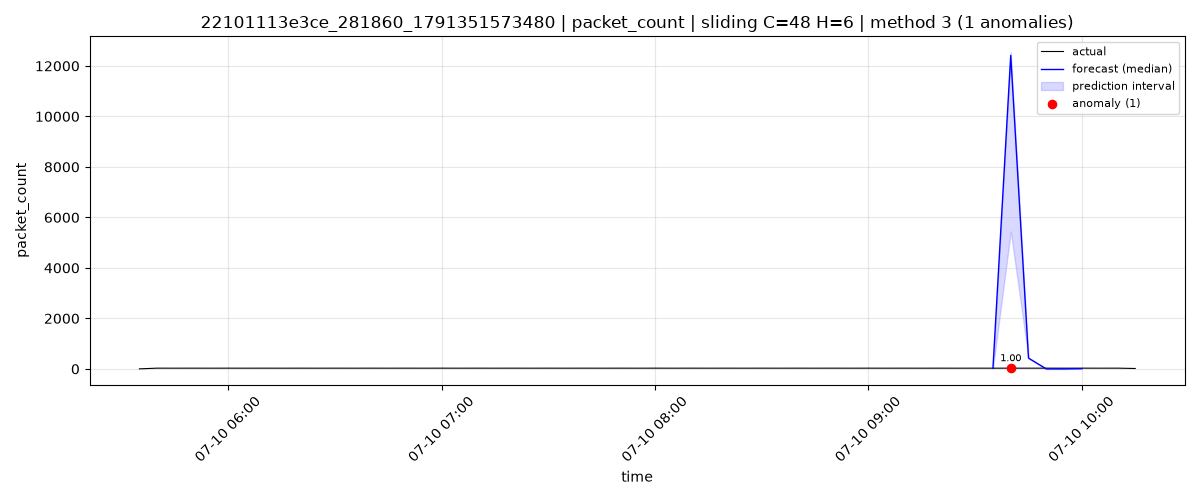 22101113e3ce_281860_1791351573480 | packet_count | sliding C=48 H=6 | method 3 (1 anomalies)
actual
forecast (median)
prediction interval
anomaly (1)
12000
10000
8000
6000
4000
2000
0
packet_count
1.00
07-10 06:00
07-10 07:00
07-10 08:00
07-10 09:00
07-10 10:00
time